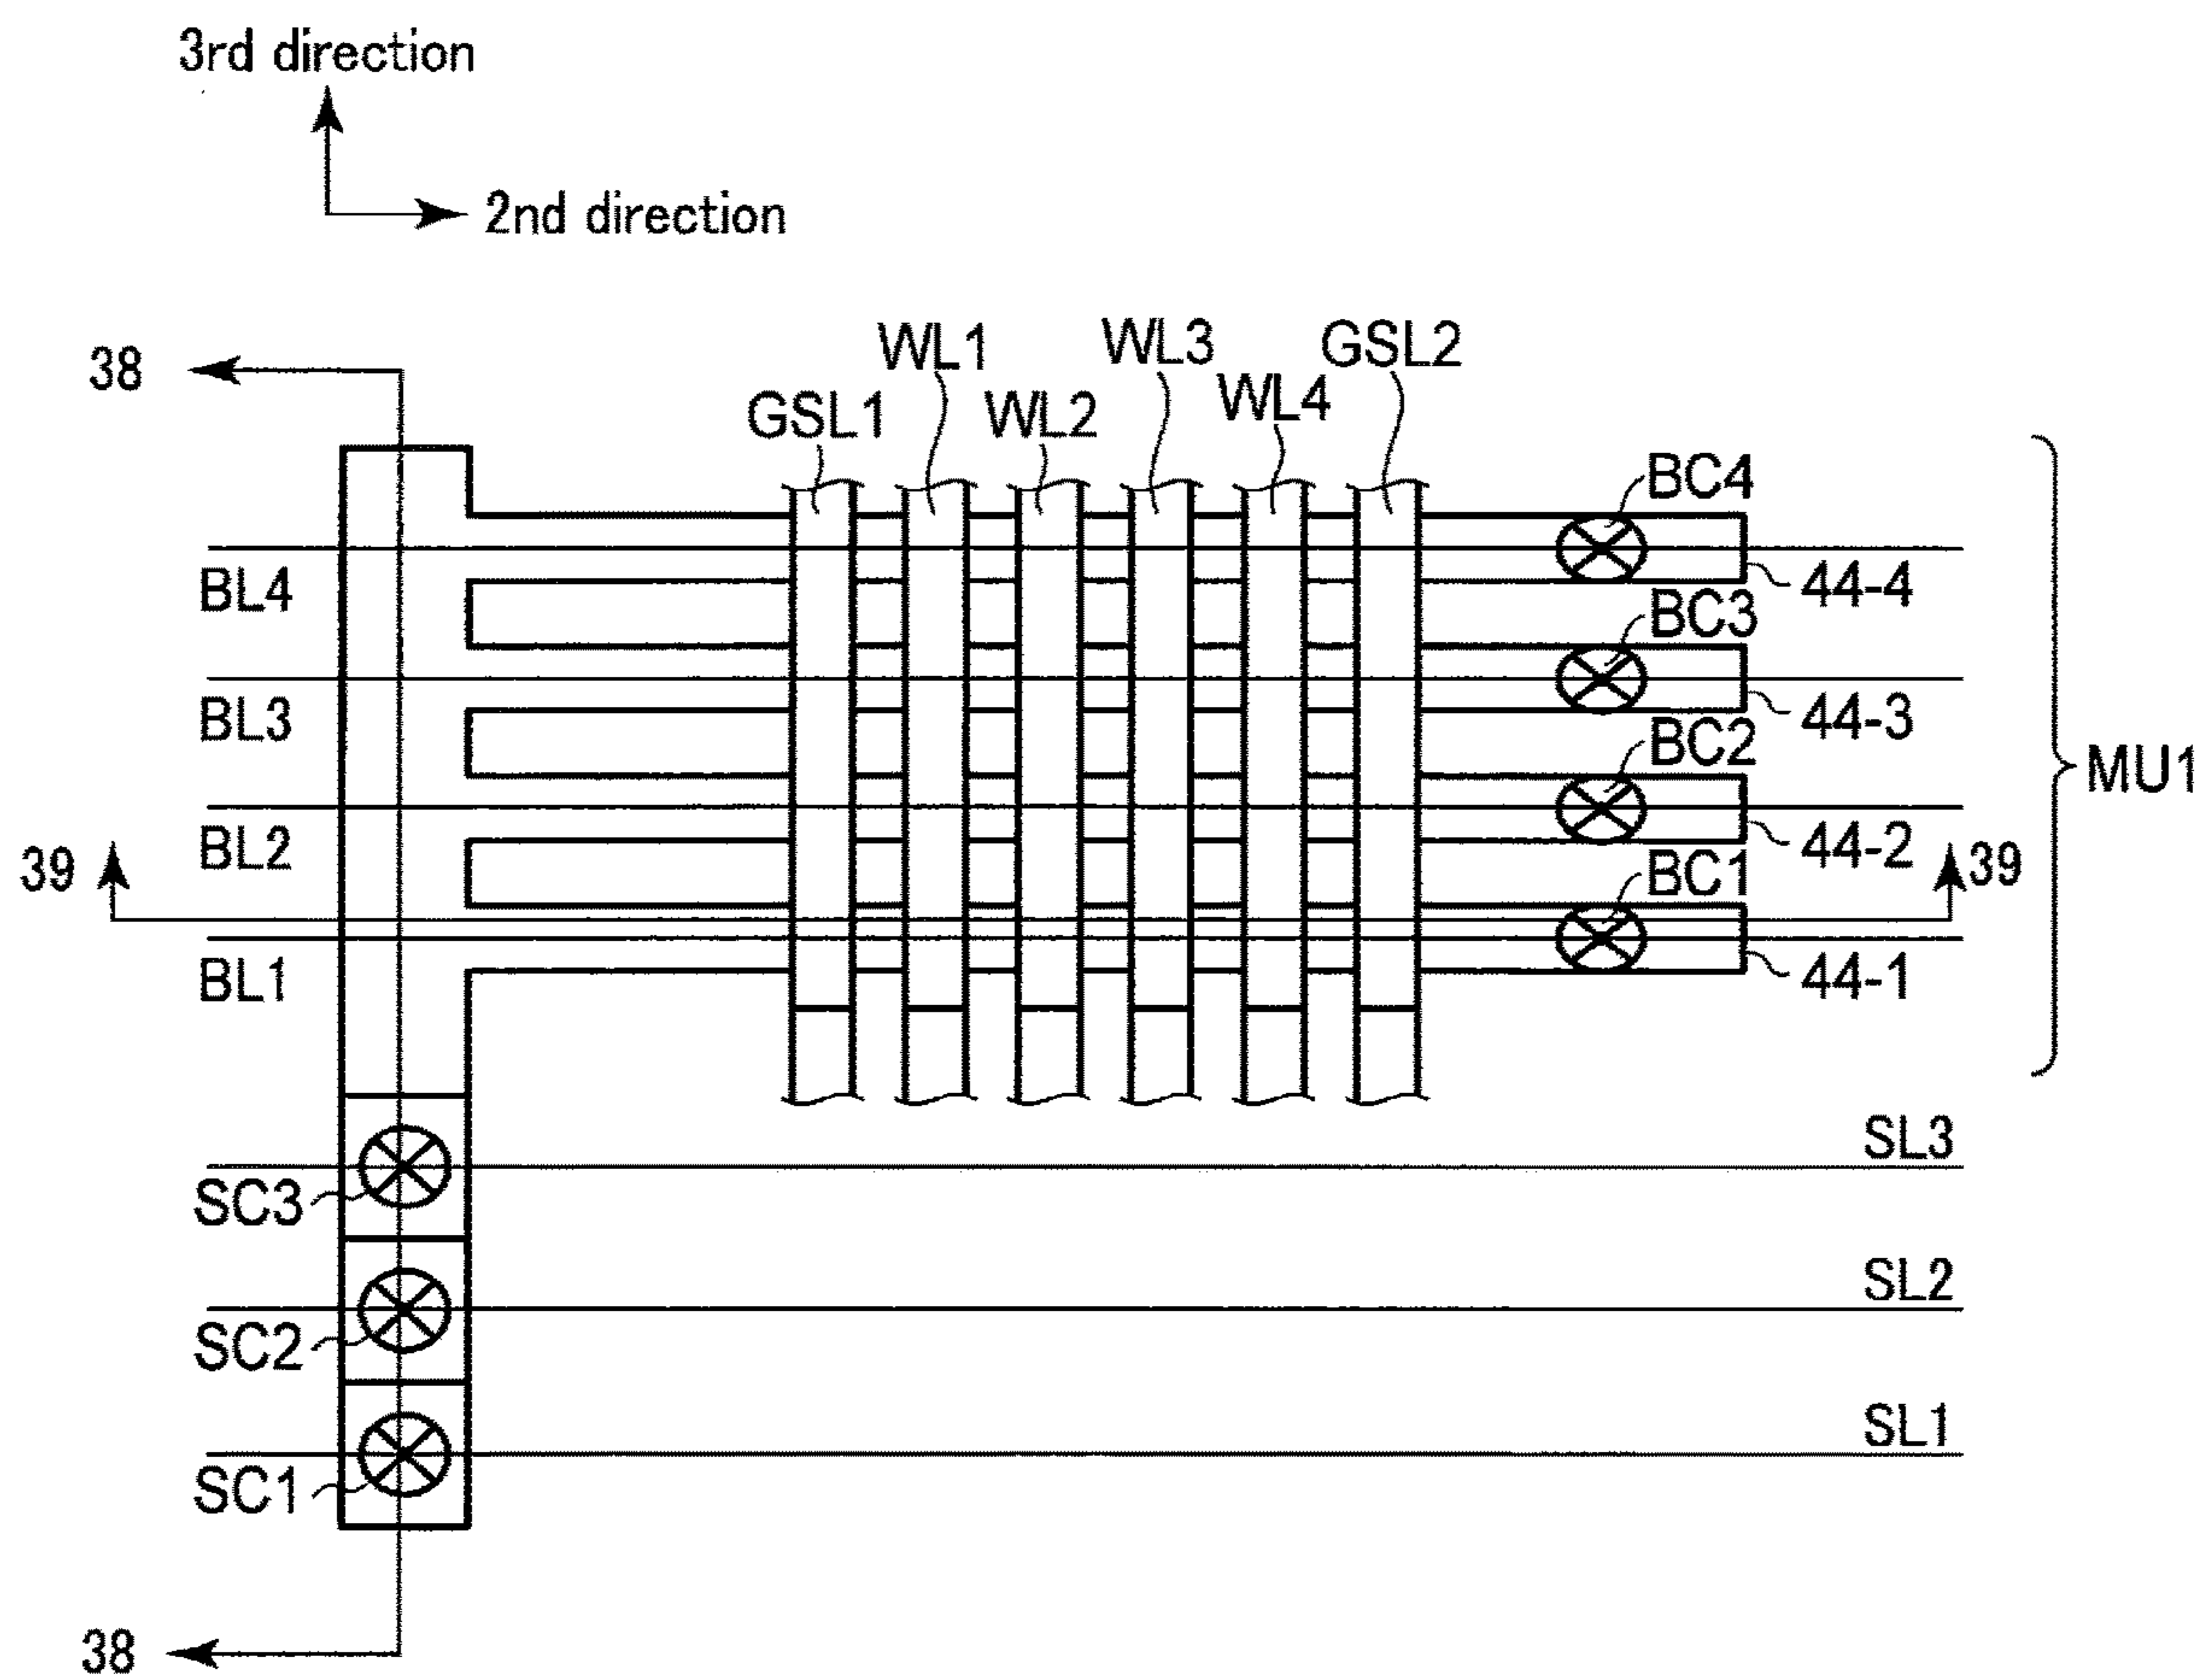 3rd direction
2nd direction
38
WL1
WL3
GSL2
GSL1
WL2
WL4
BC4
BL4
44-4
BC3
BL3
44-3
BC2
MU1
BL2
44-2
39
39
BC1
BL1
44-1
SL3
SC3
SL2
SC2
SL1
SC1
38